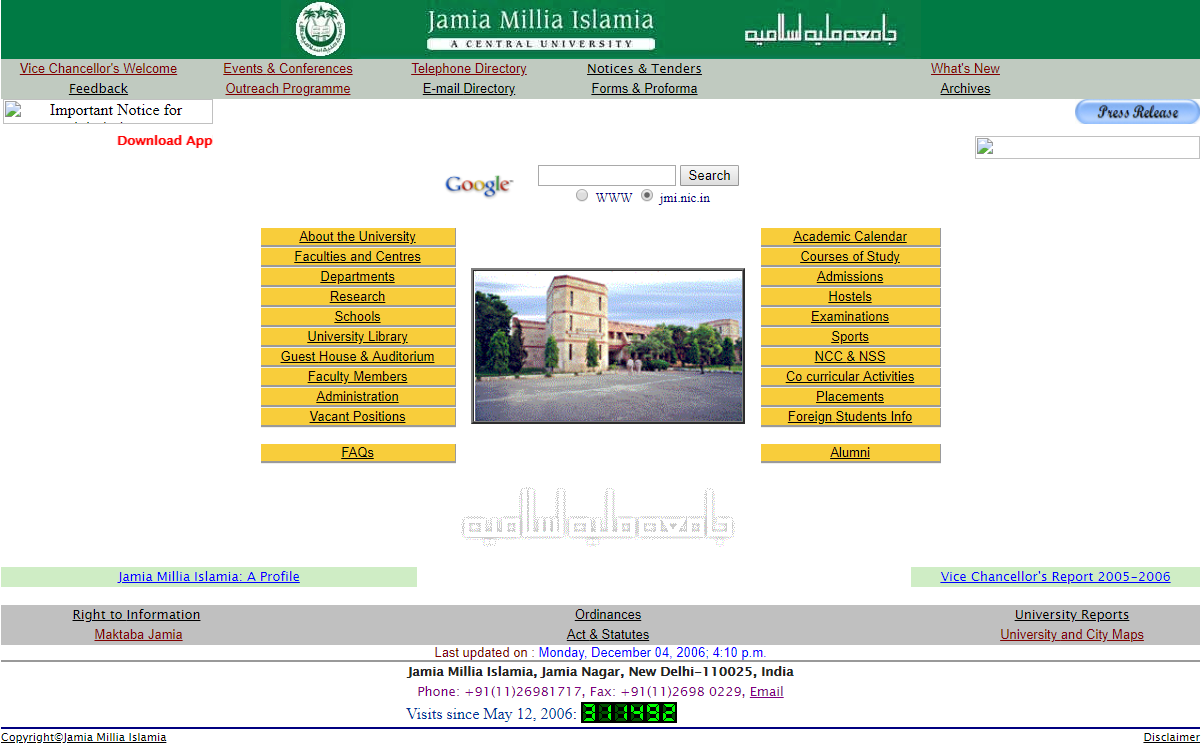 Jamia Millia Islamia
A CENTRAL UNIVERSITY
جامعه مليه اسلاميه
Vice Chancellor's Welcome Events & Conferences Telephone Directory Notices & Tenders What's New
Feedback Outreach Programme E-mail Directory Forms & Proforma Archives
Important Notice for
Press Release
Download App
Google Search
WWW jmi.nic.in
About the University
Faculties and Centres
Departments
Research
Schools
University Library
Guest House & Auditorium
Faculty Members
Administration
Vacant Positions
FAQs
Academic Calendar
Courses of Study
Admissions
Hostels
Examinations
Sports
NCC & NSS
Co curricular Activities
Placements
Foreign Students Info
Alumni
جامعه مليه اسلاميه
Jamia Millia Islamia: A Profile Vice Chancellor's Report 2005-2006
Right to Information Ordinances University Reports
Maktaba Jamia Act & Statutes University and City Maps
Last updated on : Monday, December 04, 2006; 4:10 p.m.
Jamia Millia Islamia, Jamia Nagar, New Delhi-110025, India
Phone: +91(11)26981717, Fax: +91(11)2698 0229, Email
Visits since May 12, 2006: 311492
Copyright©Jamia Millia Islamia Disclaimer